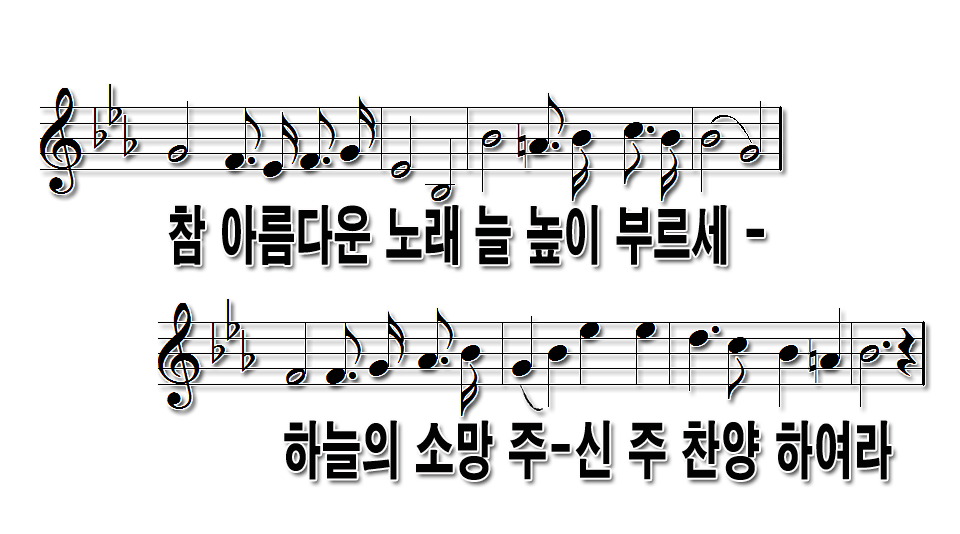 참 아름다운 노래 늘 높이 부르세 -
하늘의 소망 주-신 주 찬양 하여라